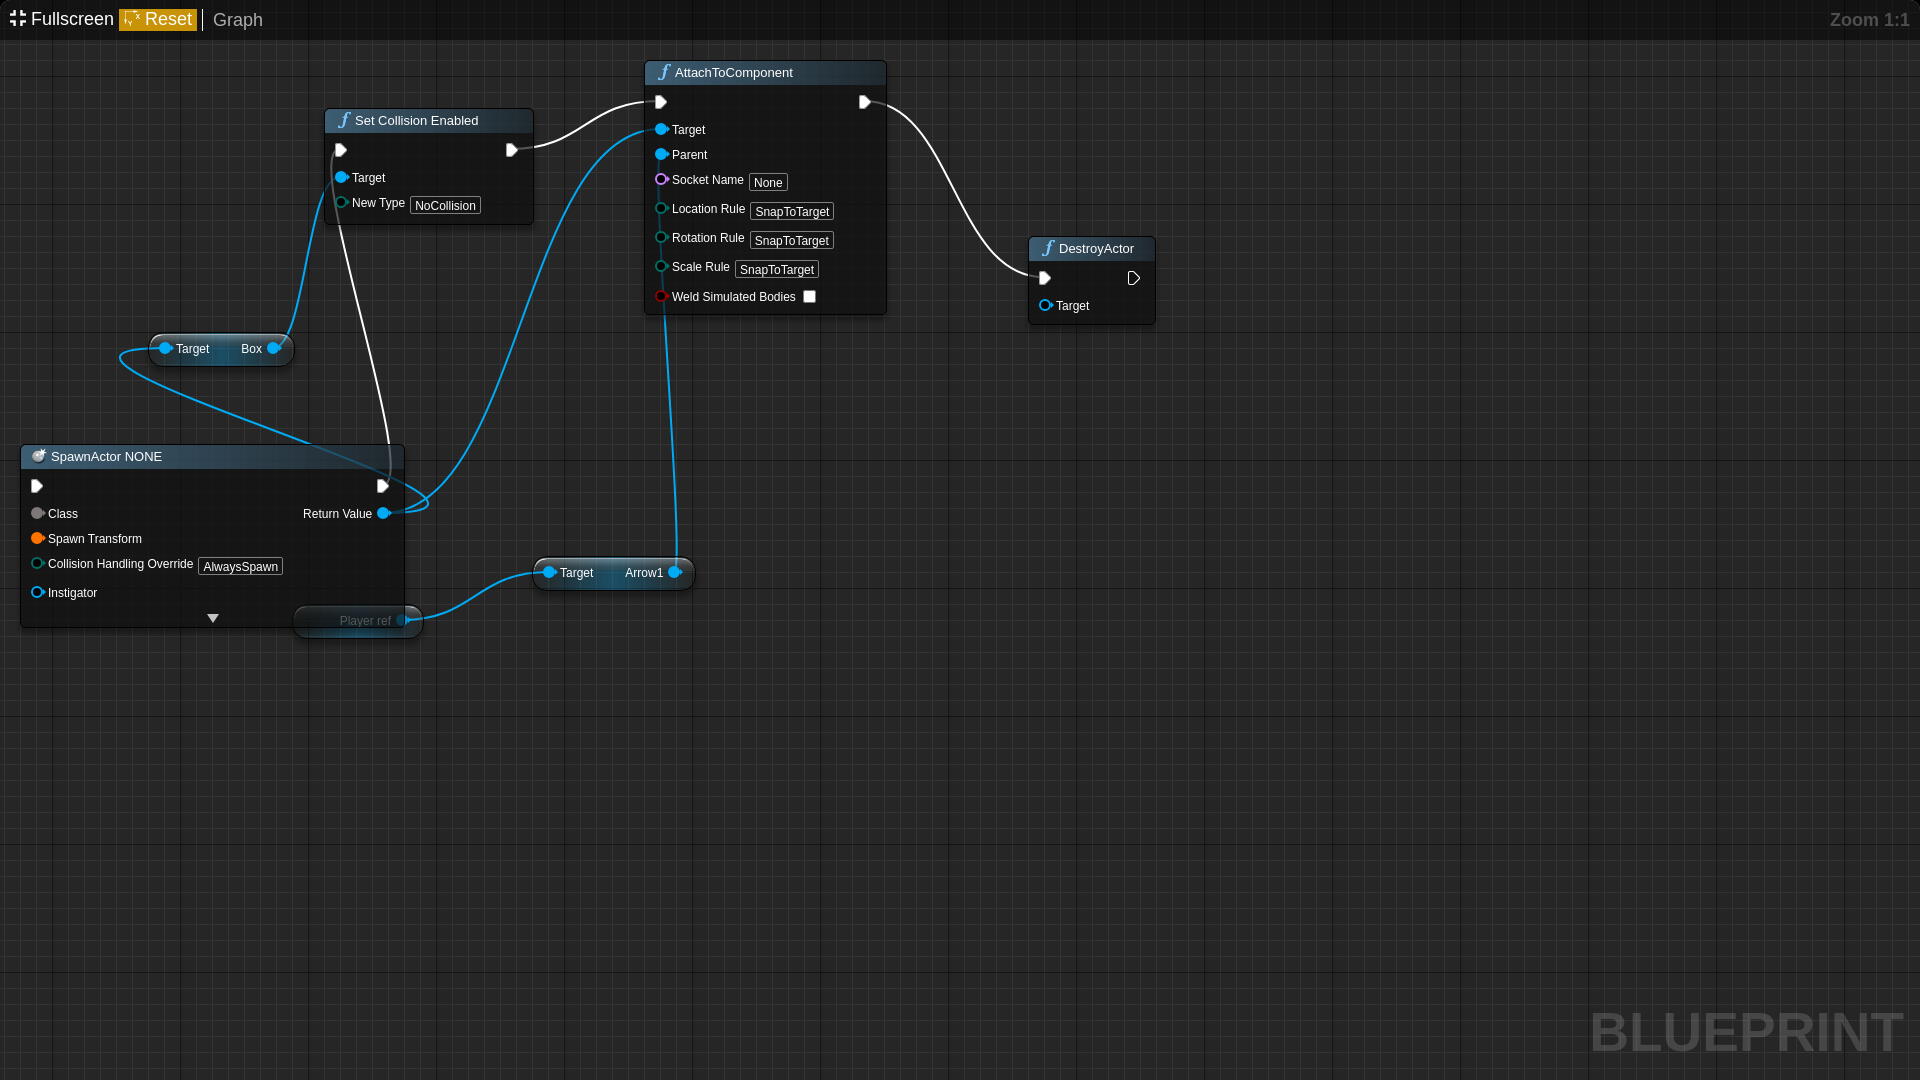 Fullscreen Reset Graph Zoom 1:1
AttachToComponent
Target
Parent
Socket Name None
Location Rule SnapToTarget
Rotation Rule SnapToTarget
Scale Rule SnapToTarget
Weld Simulated Bodies
Set Collision Enabled
Target
New Type NoCollision
DestroyActor
Target
Target Box
SpawnActor NONE
Class Return Value
Spawn Transform
Collision Handling Override AlwaysSpawn
Instigator
Player ref
Target Arrow1
BLUEPRINT